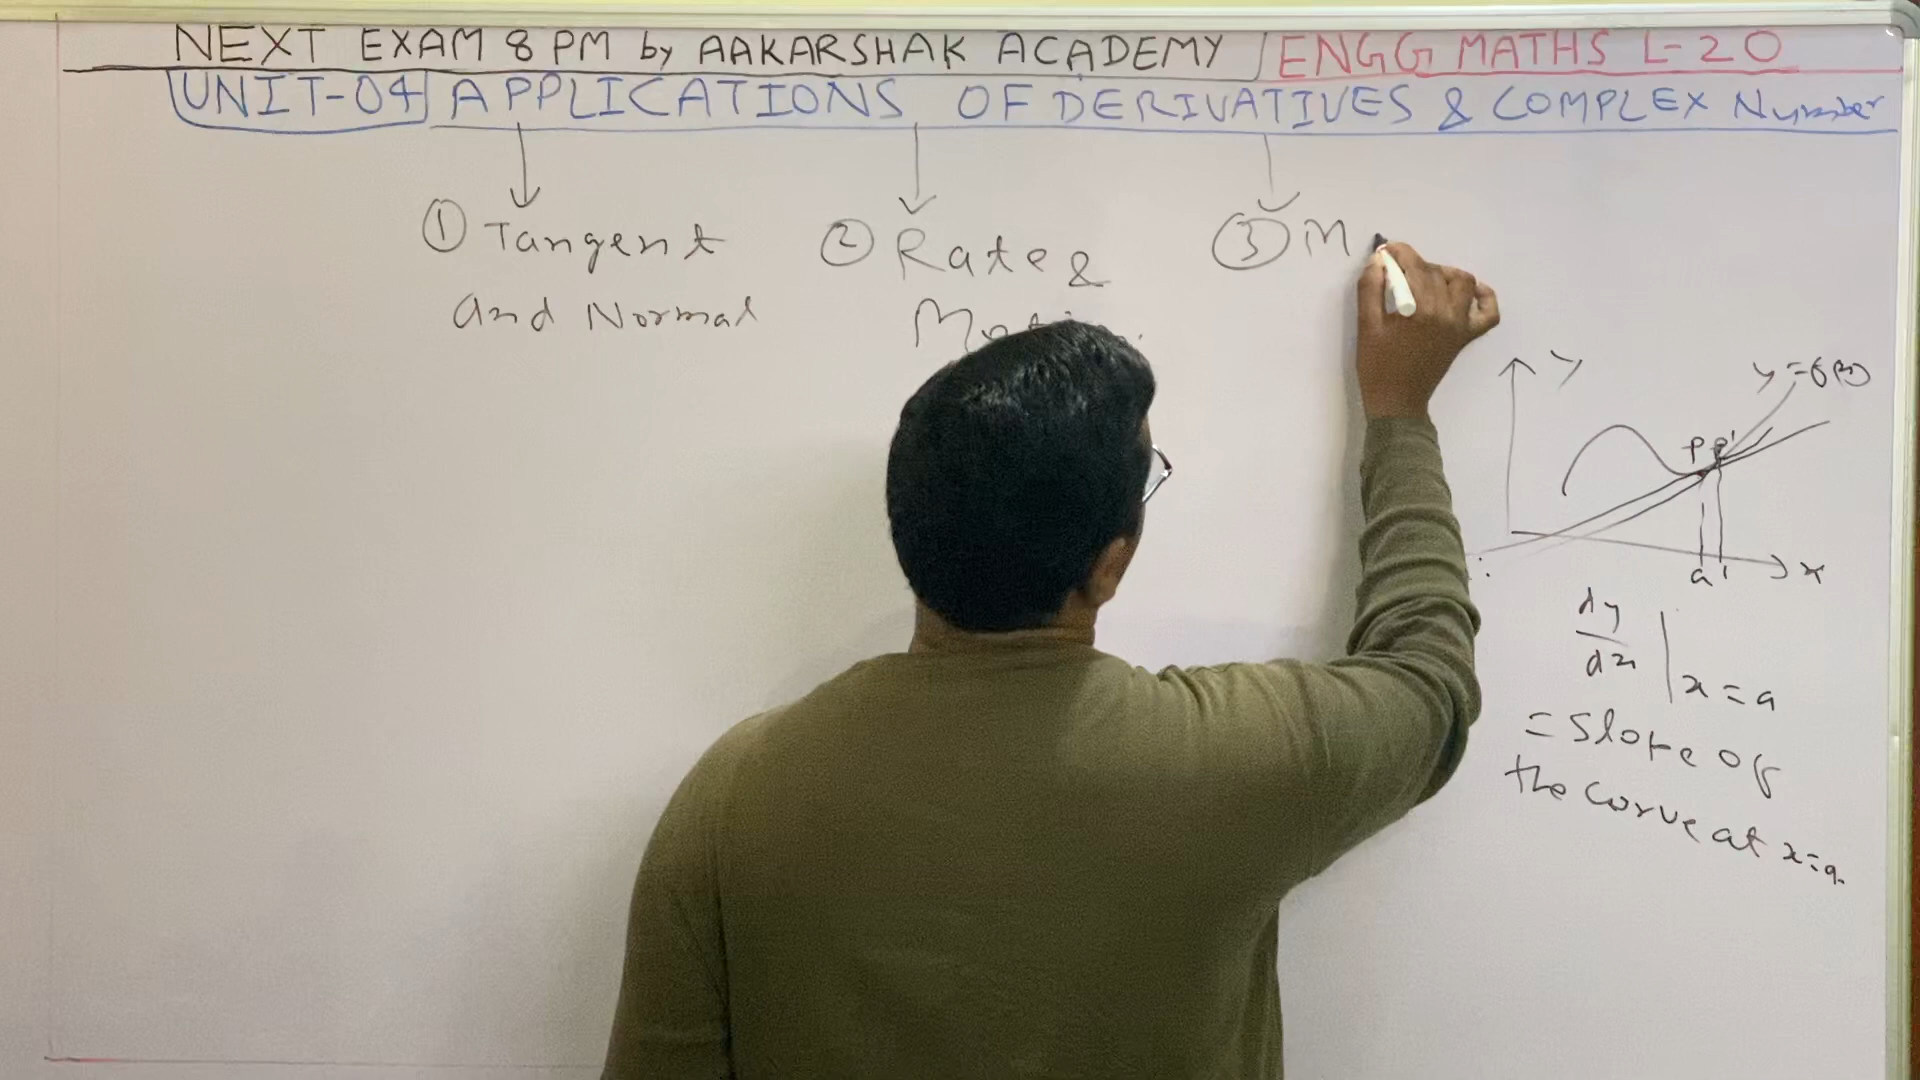 NEXT EXAM 8 PM by AAKARSHAK ACADEMY ENGG MATHS L-20
UNIT-04 APPLICATIONS OF DERIVATIVES & COMPLEX Number
① Tangent
and Normal
② Rate &
③ M
y
y = f(x)
P P'
a
x
dy
dx
x = a
= Slope of
the curve at x=a